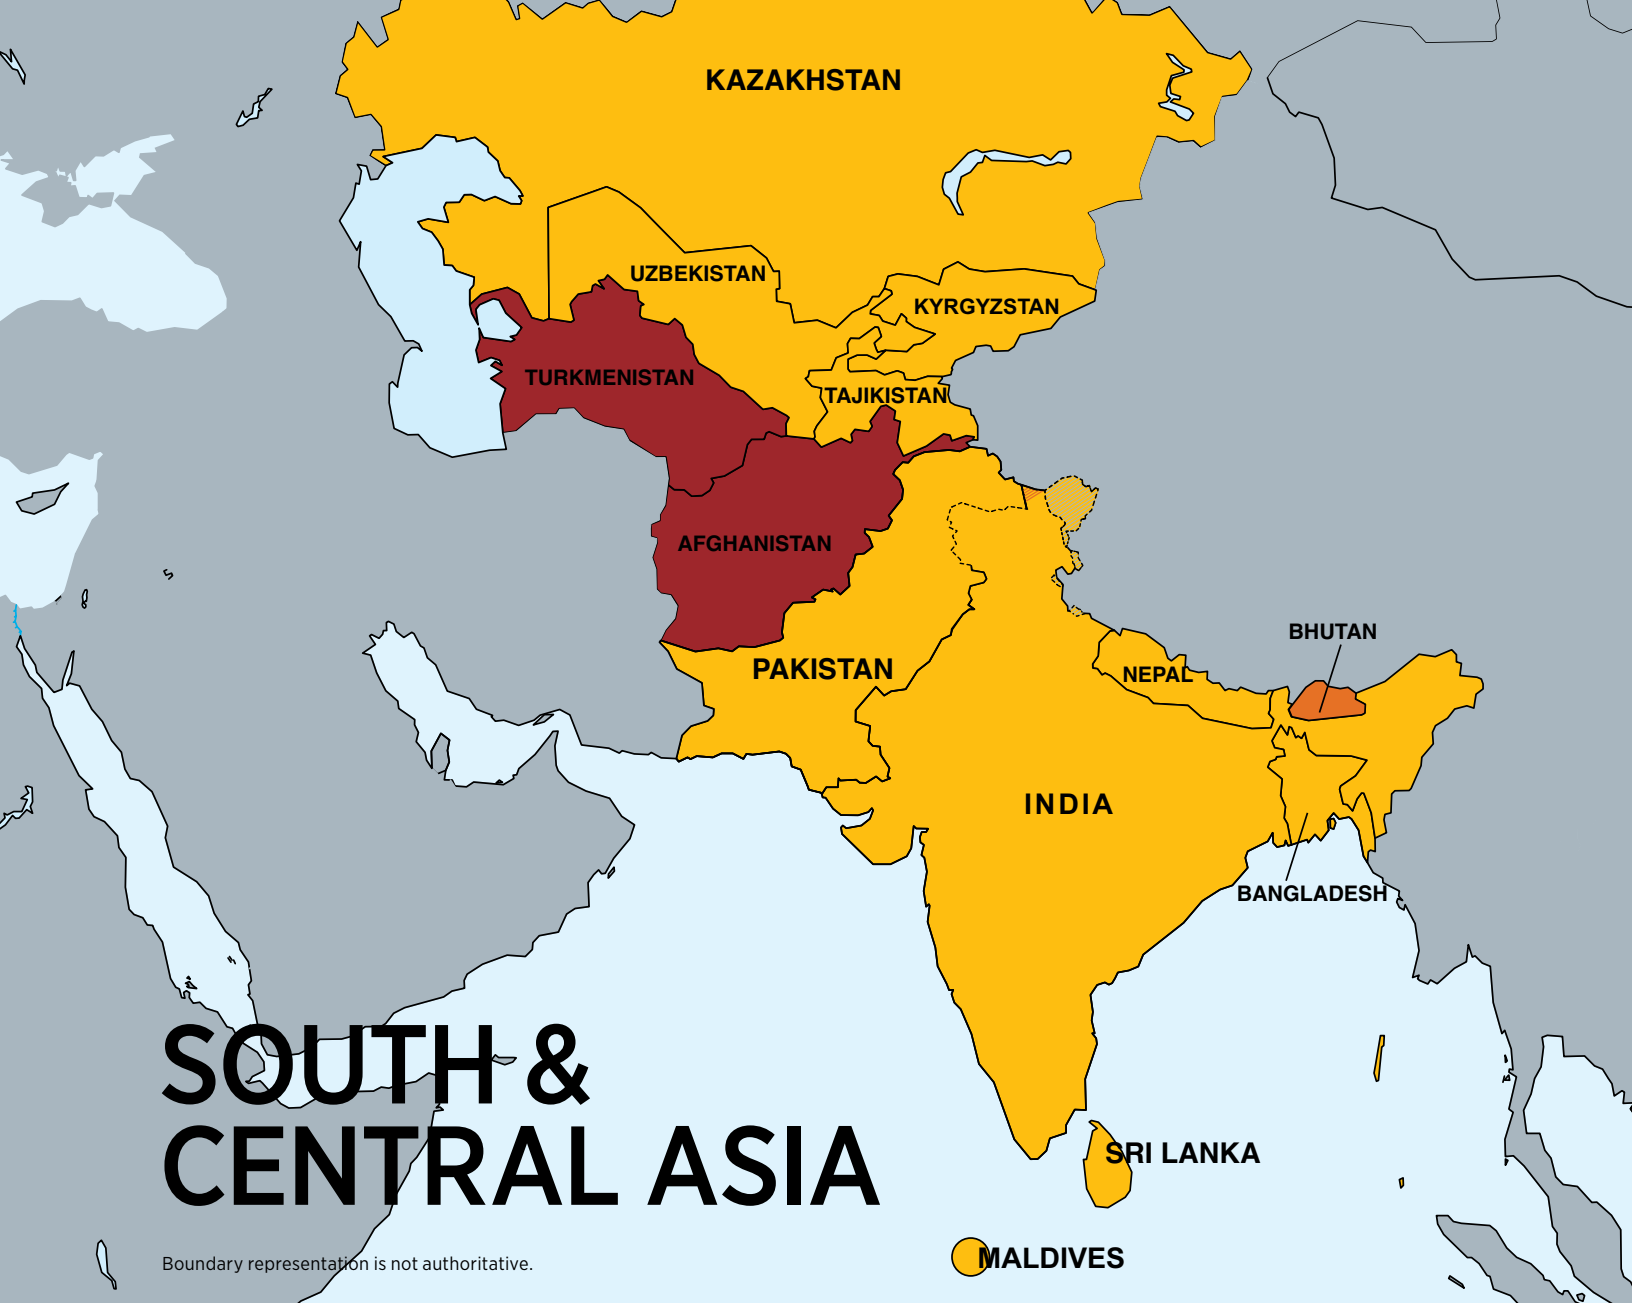 KAZAKHSTAN
UZBEKISTAN
KYRGYZSTAN
TURKMENISTAN
TAJIKISTAN
AFGHANISTAN
BHUTAN
PAKISTAN
NEPAL
INDIA
BANGLADESH
SOUTH &
CENTRAL ASIA
SRI LANKA
MALDIVES
Boundary representation is not authoritative.